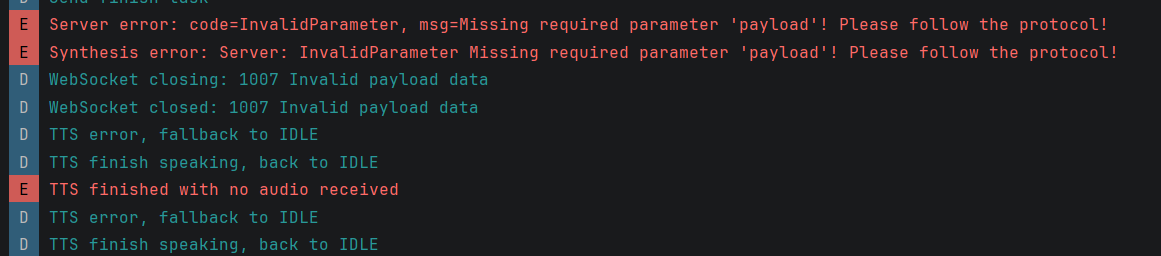 D Send finish task
E Server error: code=InvalidParameter, msg=Missing required parameter 'payload'! Please follow the protocol!
E Synthesis error: Server: InvalidParameter Missing required parameter 'payload'! Please follow the protocol!
D WebSocket closing: 1007 Invalid payload data
D WebSocket closed: 1007 Invalid payload data
D TTS error, fallback to IDLE
D TTS finish speaking, back to IDLE
E TTS finished with no audio received
D TTS error, fallback to IDLE
D TTS finish speaking, back to IDLE